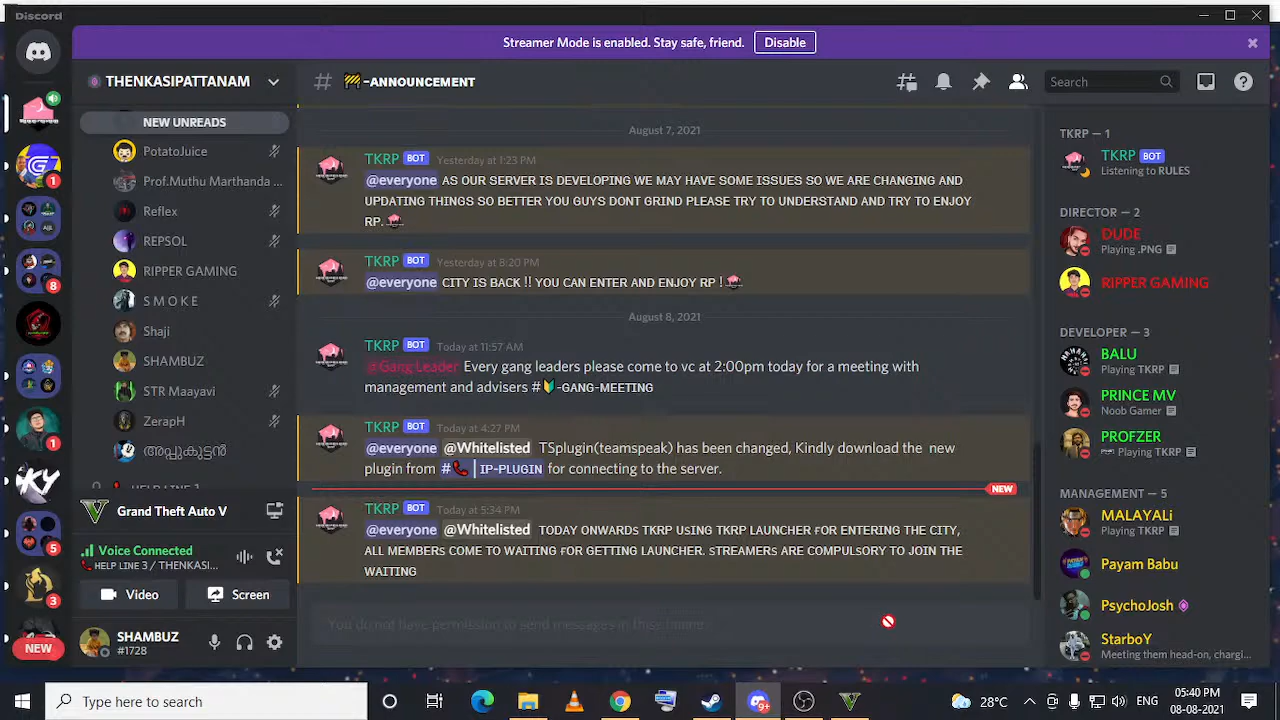 Discord
Streamer Mode is enabled. Stay safe, friend.
Disable
THENKASIPATTANAM
NEW UNREADS
PotatoJuice
Prof.Muthu Marthanda ...
Reflex
REPSOL
RIPPER GAMING
S M O K E
Shaji
SHAMBUZ
STR Maayavi
ZerapH
HELP LINE 1
Grand Theft Auto V
Voice Connected
HELP LINE 3 / THENKASI...
Video
Screen
SHAMBUZ
#1728
1
8
1
5
3
NEW
# -ANNOUNCEMENT
Search
August 7, 2021
TKRP BOT Yesterday at 1:23 PM
@everyone AS OUR SERVER IS DEVELOPING WE MAY HAVE SOME ISSUES SO WE ARE CHANGING AND
UPDATING THINGS SO BETTER YOU GUYS DONT GRIND PLEASE TRY TO UNDERSTAND AND TRY TO ENJOY
RP.
TKRP BOT Yesterday at 8:20 PM
@everyone CITY IS BACK !! YOU CAN ENTER AND ENJOY RP !
August 8, 2021
TKRP BOT Today at 11:57 AM
@Gang Leader Every gang leaders please come to vc at 2:00pm today for a meeting with
management and advisers #-GANG-MEETING
TKRP BOT Today at 4:27 PM
@everyone @Whitelisted TSplugin(teamspeak) has been changed, Kindly download the new
plugin from # | IP-PLUGIN for connecting to the server.
NEW
TKRP BOT Today at 5:34 PM
@everyone @Whitelisted TODAY ONWARDS TKRP USING TKRP LAUNCHER FOR ENTERING THE CITY,
ALL MEMBERS COME TO WAITING FOR GETTING LAUNCHER. STREAMERS ARE COMPULSORY TO JOIN THE
WAITING
You do not have permission to send messages in this channel.
TKRP — 1
TKRP BOT
Listening to RULES
DIRECTOR — 2
DUDE
Playing .PNG
RIPPER GAMING
DEVELOPER — 3
BALU
Playing TKRP
PRINCE MV
Noob Gamer
PROFZER
Playing TKRP
MANAGEMENT — 5
MALAYALi
Playing TKRP
Payam Babu
PsychoJosh
StarboY
Meeting them head-on, chargi...
Type here to search
9+
28°C
ENG
05:40 PM
08-08-2021